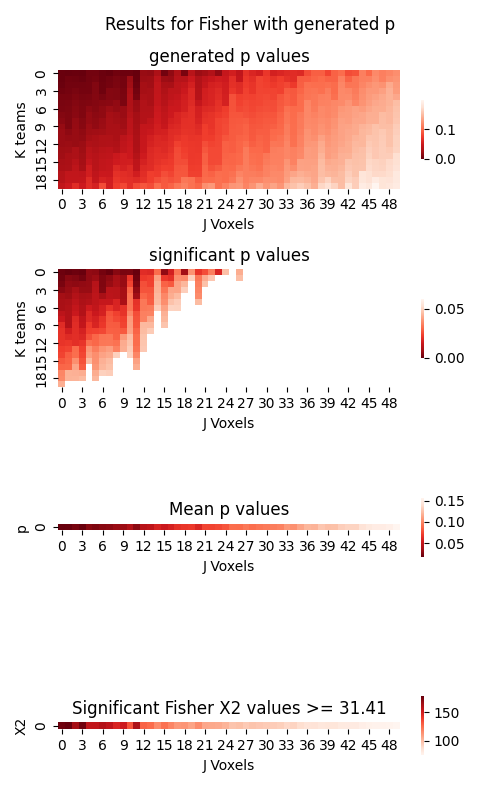 Results for Fisher with generated p
generated p values
K teams
0
3
6
9
12
15
18
0 3 6 9 12 15 18 21 24 27 30 33 36 39 42 45 48
J Voxels
0.1
0.0
significant p values
K teams
0
3
6
9
12
15
18
0 3 6 9 12 15 18 21 24 27 30 33 36 39 42 45 48
J Voxels
0.05
0.00
Mean p values
p
0
0 3 6 9 12 15 18 21 24 27 30 33 36 39 42 45 48
J Voxels
0.15
0.10
0.05
Significant Fisher X2 values >= 31.41
X2
0
0 3 6 9 12 15 18 21 24 27 30 33 36 39 42 45 48
J Voxels
150
100